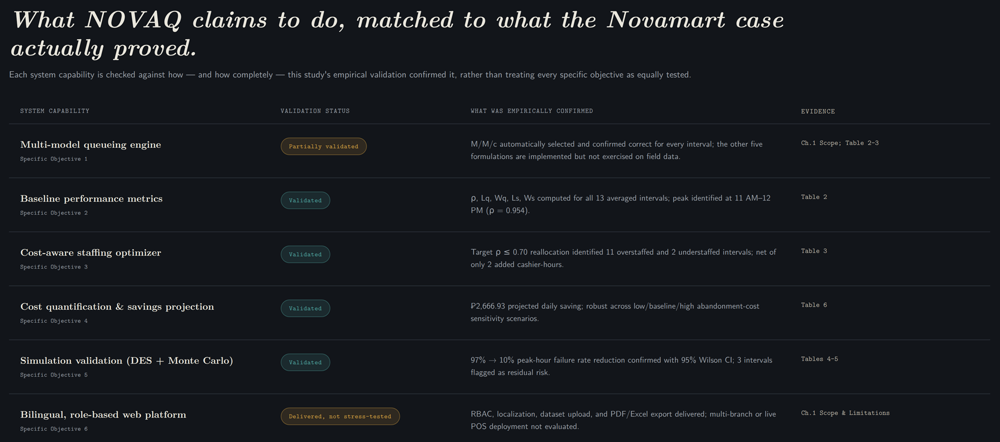 What NOVAQ claims to do, matched to what the Novamart case
actually proved.
Each system capability is checked against how — and how completely — this study's empirical validation confirmed it, rather than treating every specific objective as equally tested.
SYSTEM CAPABILITY
VALIDATION STATUS
WHAT WAS EMPIRICALLY CONFIRMED
EVIDENCE
Multi-model queueing engine
Specific Objective 1
Partially validated
M/M/c automatically selected and confirmed correct for every interval; the other five
formulations are implemented but not exercised on field data.
Ch.1 Scope; Table 2–3
Baseline performance metrics
Specific Objective 2
Validated
ρ, Lq, Wq, Ls, Ws computed for all 13 averaged intervals; peak identified at 11 AM–12
PM (ρ = 0.954).
Table 2
Cost-aware staffing optimizer
Specific Objective 3
Validated
Target ρ ≤ 0.70 reallocation identified 11 overstaffed and 2 understaffed intervals; net of
only 2 added cashier-hours.
Table 3
Cost quantification & savings projection
Specific Objective 4
Validated
₱2,666.93 projected daily saving; robust across low/baseline/high abandonment-cost
sensitivity scenarios.
Table 6
Simulation validation (DES + Monte Carlo)
Specific Objective 5
Validated
97% → 10% peak-hour failure rate reduction confirmed with 95% Wilson CI; 3 intervals
flagged as residual risk.
Tables 4–5
Bilingual, role-based web platform
Specific Objective 6
Delivered, not stress-tested
RBAC, localization, dataset upload, and PDF/Excel export delivered; multi-branch or live
POS deployment not evaluated.
Ch.1 Scope & Limitations